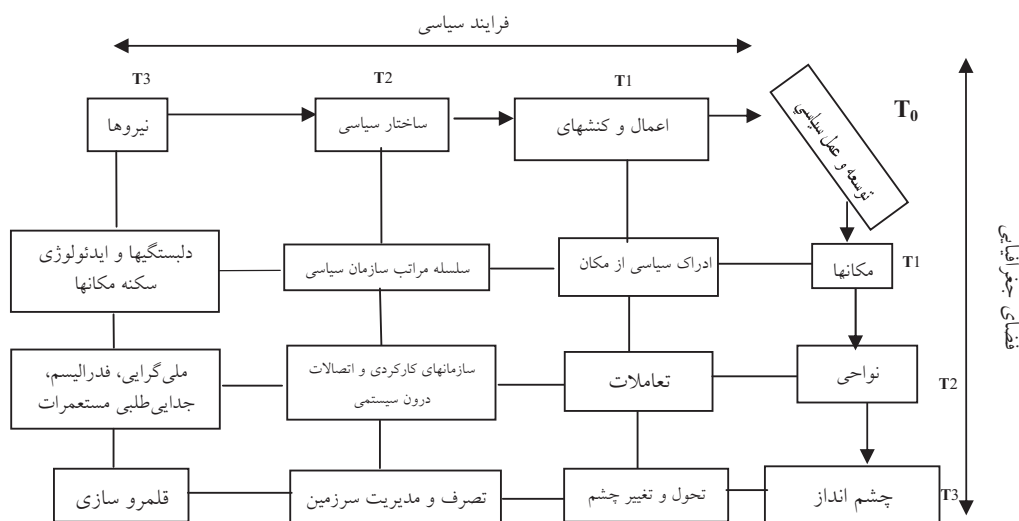 فرایند سیاسی
T1
T2
T3
T0
توسعه و عمل سیاسي
اعمال و کنشهای
ساختار سیاسی
نیروها
فضای جغرافیایی
T1
مکانها
ادراک سیاسی از مکان
سلسله مراتب سازمان سیاسی
دلبستگیها و ایدئولوژی
سکنه مکانها
T2
نواحی
تعاملات
سازمانهای کارکردی و اتصالات
درون سیستمی
ملی‌گرایی، فدرالیسم،
جدایی‌طلبی مستعمرات
T3
چشم انداز
تحول و تغییر چشم
تصرف و مدیریت سرزمین
قلمرو سازی